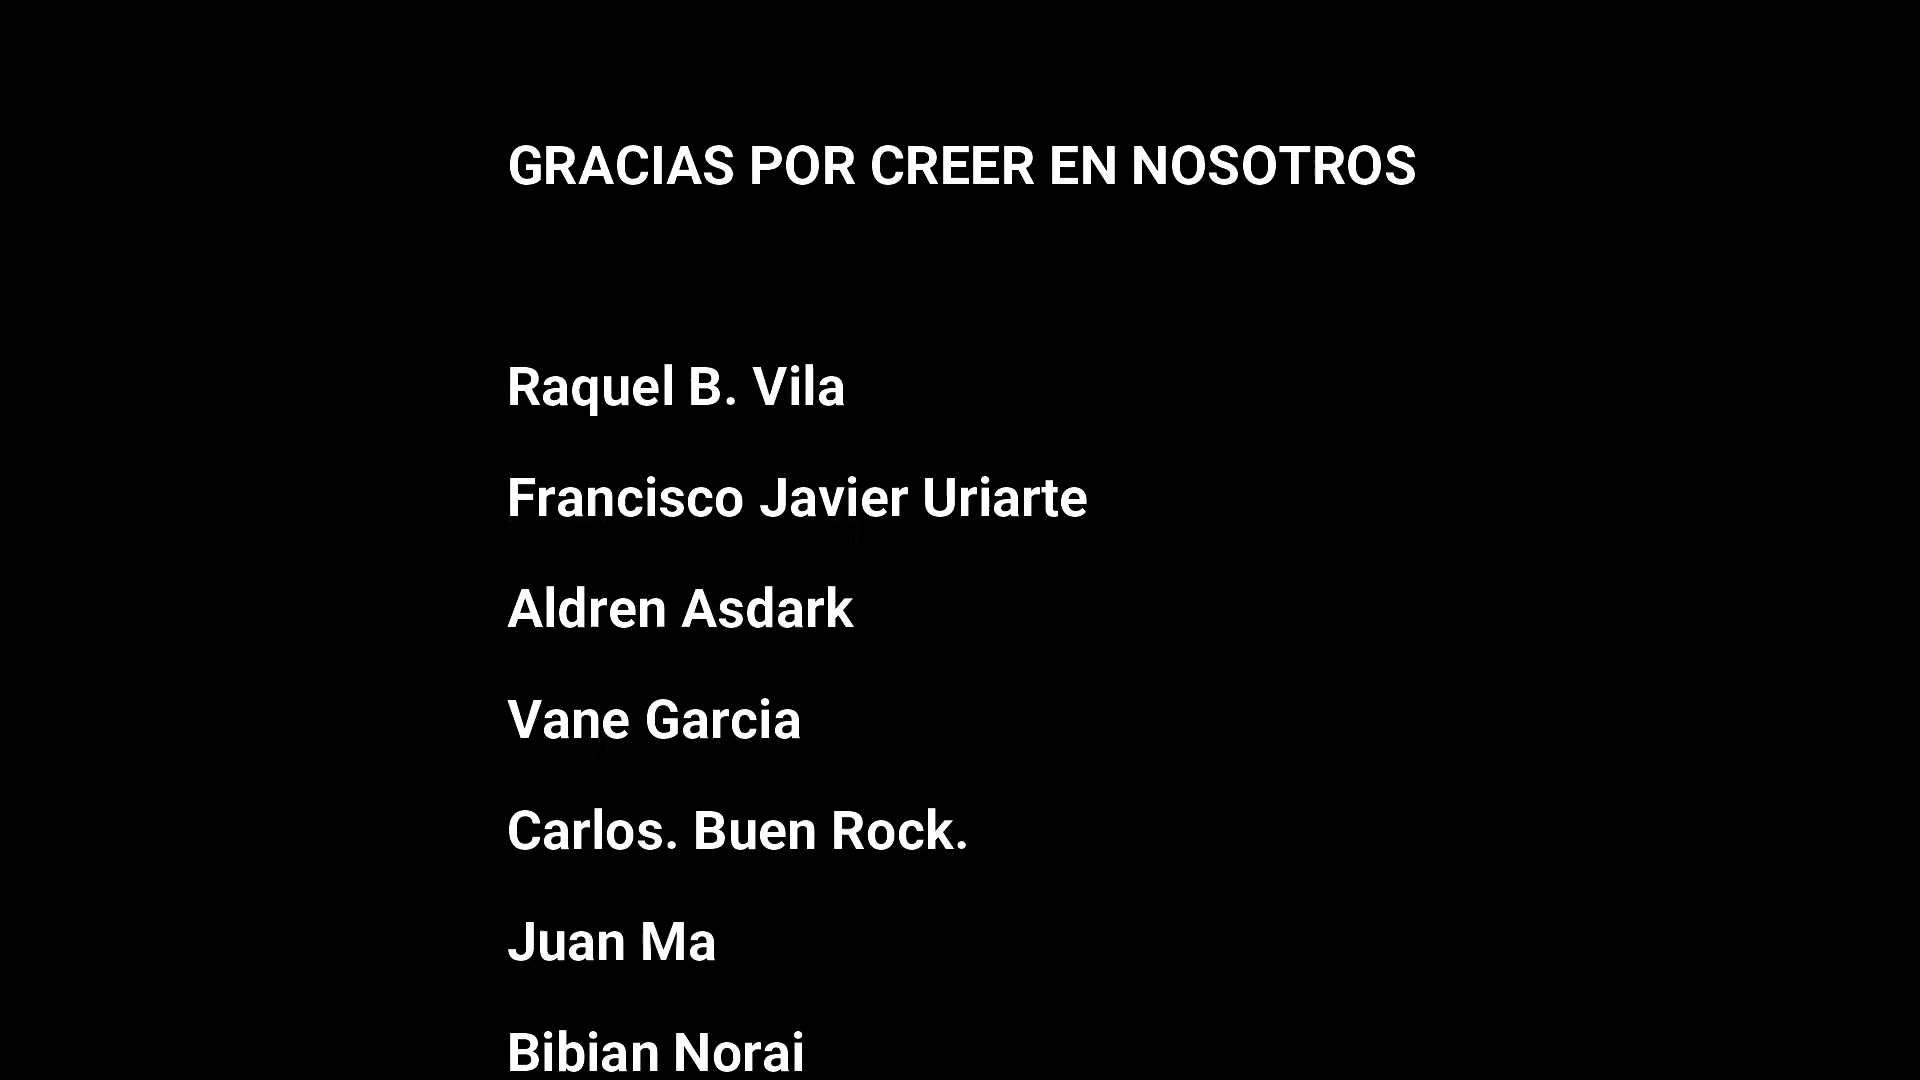 GRACIAS POR CREER EN NOSOTROS
Raquel B. Vila
Francisco Javier Uriarte
Aldren Asdark
Vane Garcia
Carlos. Buen Rock.
Juan Ma
Bibian Norai